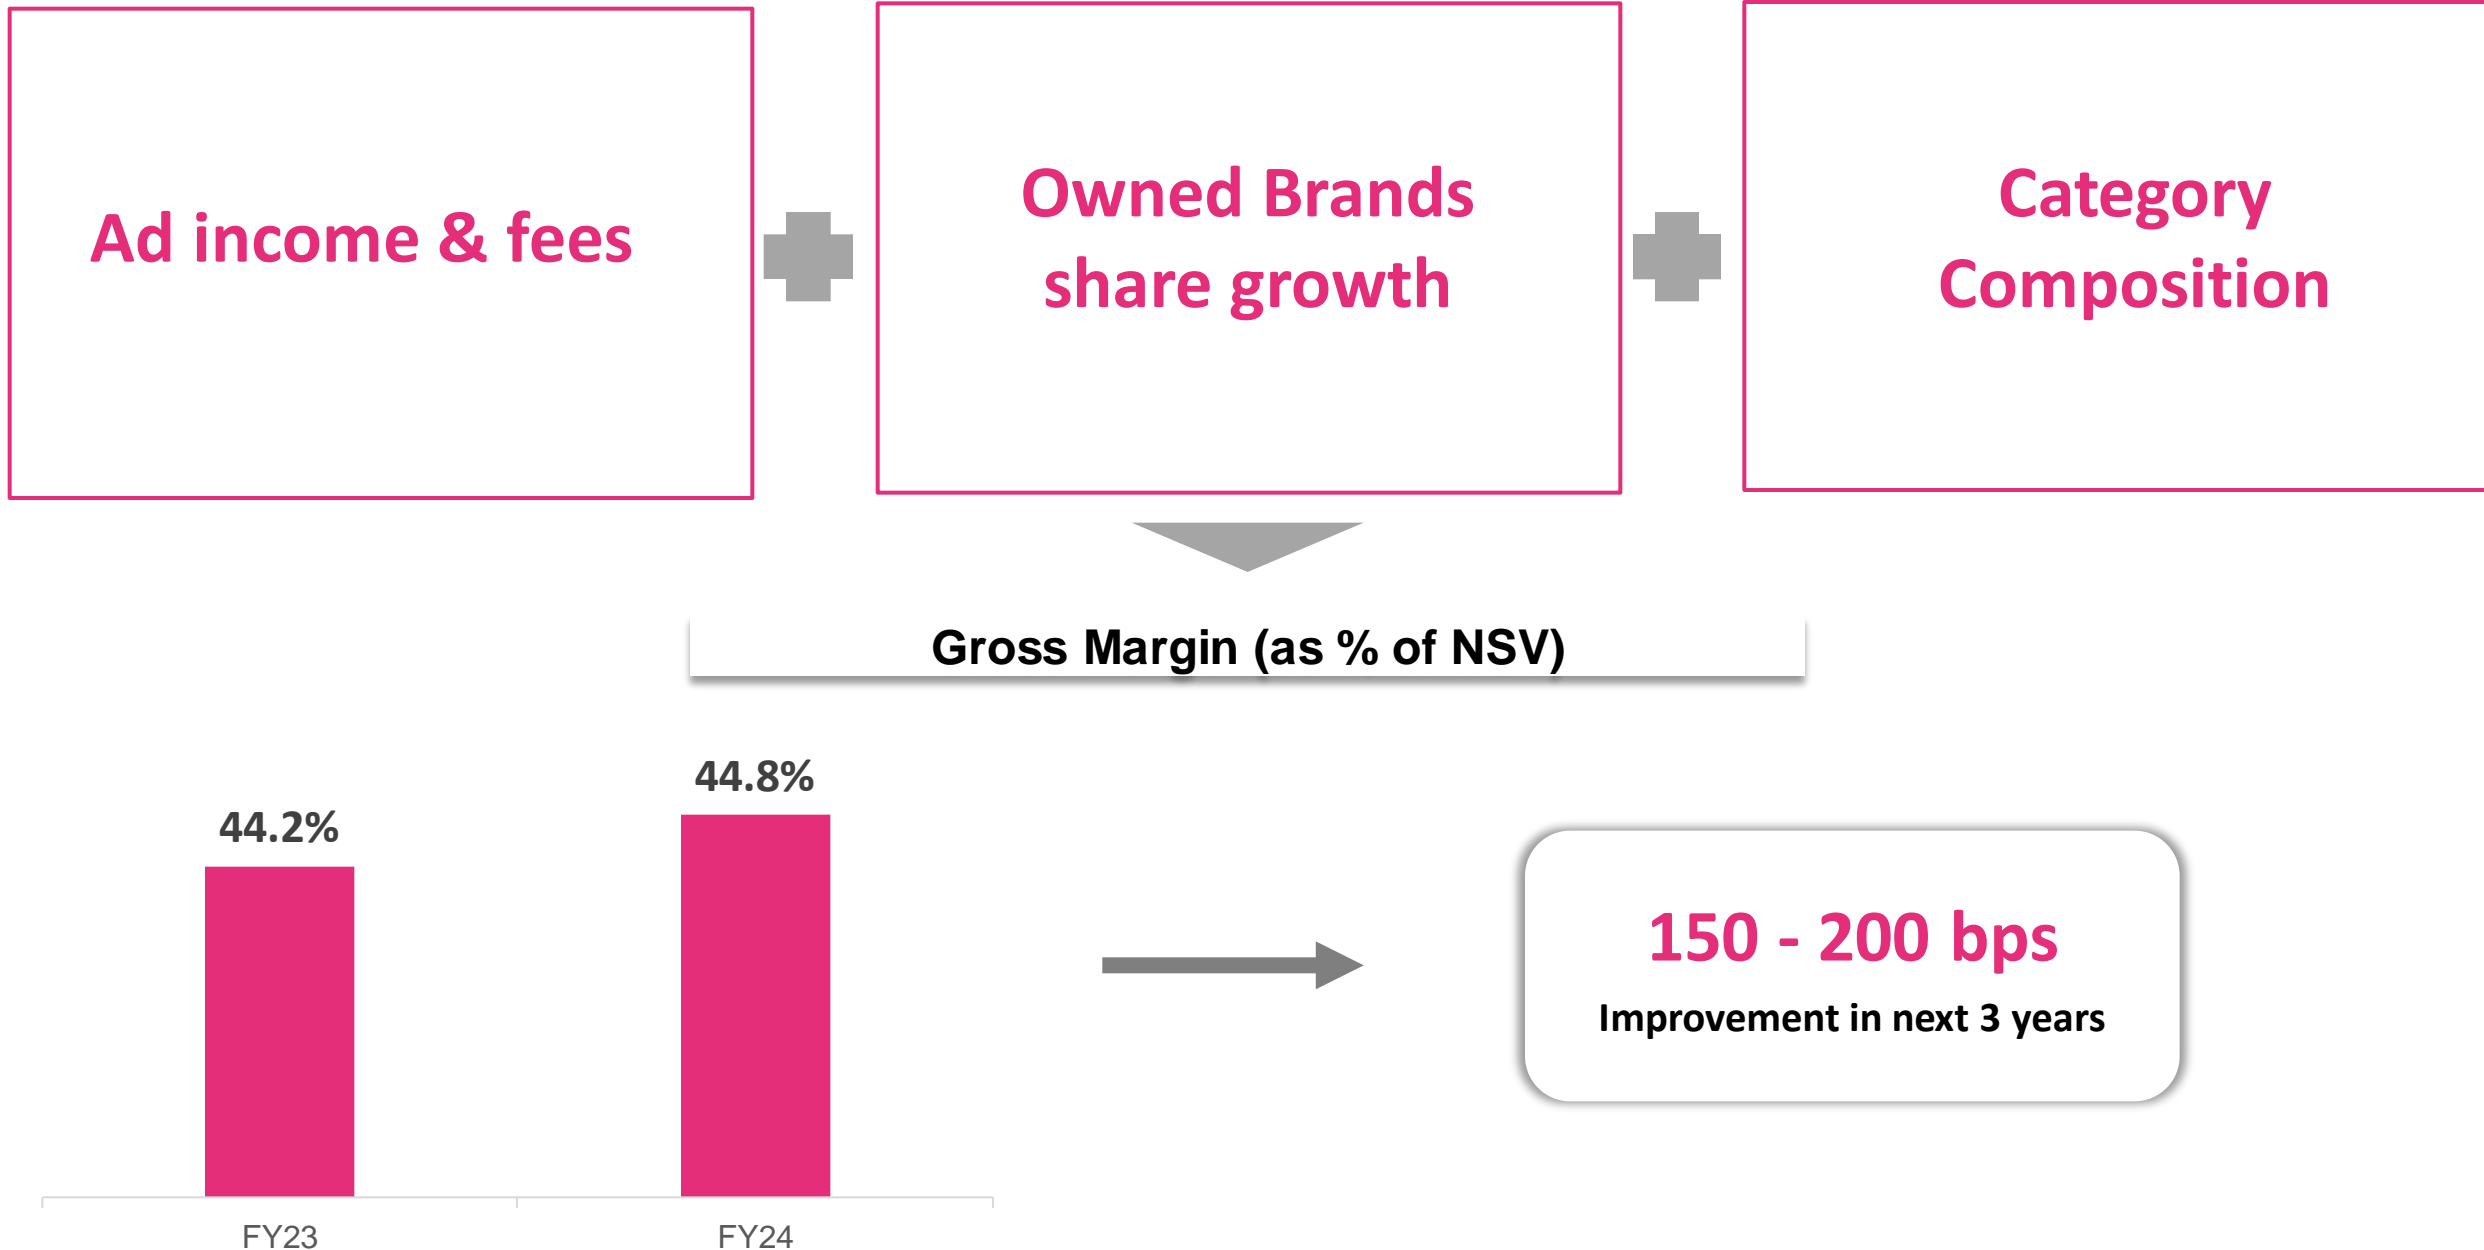 Ad income & fees
Owned Brands
share growth
Category
Composition
Gross Margin (as % of NSV)
44.2%
44.8%
FY23
FY24
150 - 200 bps
Improvement in next 3 years